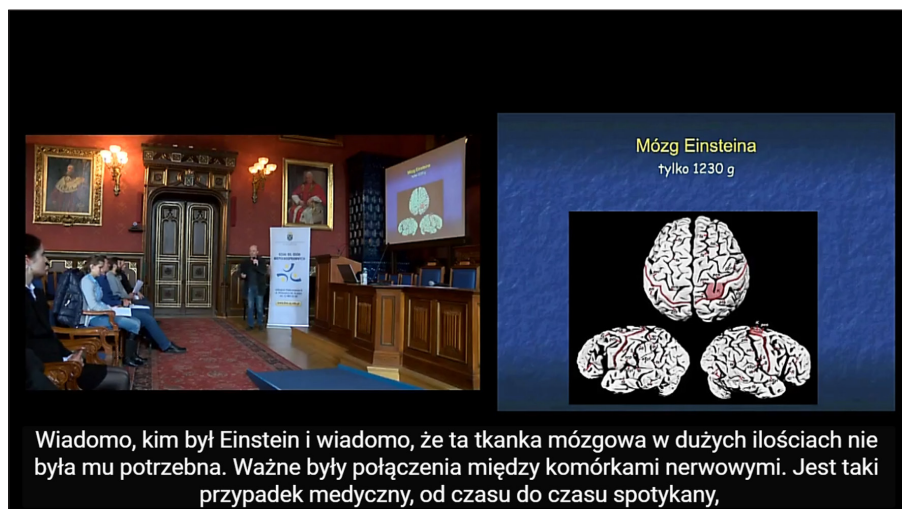 Mózg Einsteina
tylko 1230 g
Wiadomo, kim był Einstein i wiadomo, że ta tkanka mózgowa w dużych ilościach nie
była mu potrzebna. Ważne były połączenia między komórkami nerwowymi. Jest taki
przypadek medyczny, od czasu do czasu spotykany,